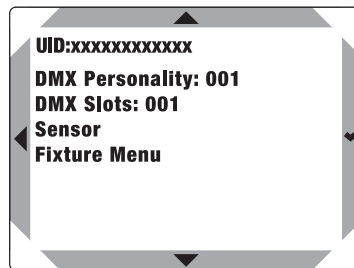 UID:xxxxxxxxxxxx
DMX Personality: 001
DMX Slots: 001
Sensor
Fixture Menu